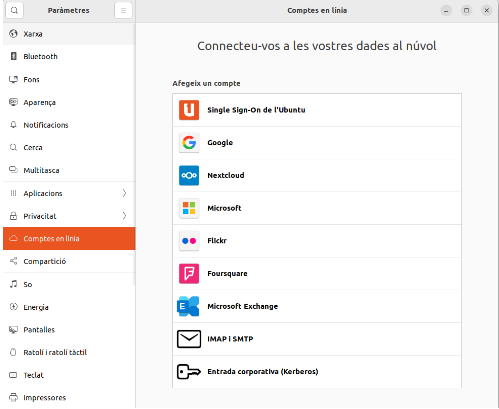 Paràmetres
Comptes en línia
Xarxa
Bluetooth
Fons
Aparença
Notificacions
Cerca
Multitasca
Aplicacions
Privacitat
Comptes en línia
Compartició
So
Energia
Pantalles
Ratolí i ratolí tàctil
Teclat
Impressores
Connecteu-vos a les vostres dades al núvol
Afegeix un compte
Single Sign-On de l'Ubuntu
Google
Nextcloud
Microsoft
Flickr
Foursquare
Microsoft Exchange
IMAP i SMTP
Entrada corporativa (Kerberos)